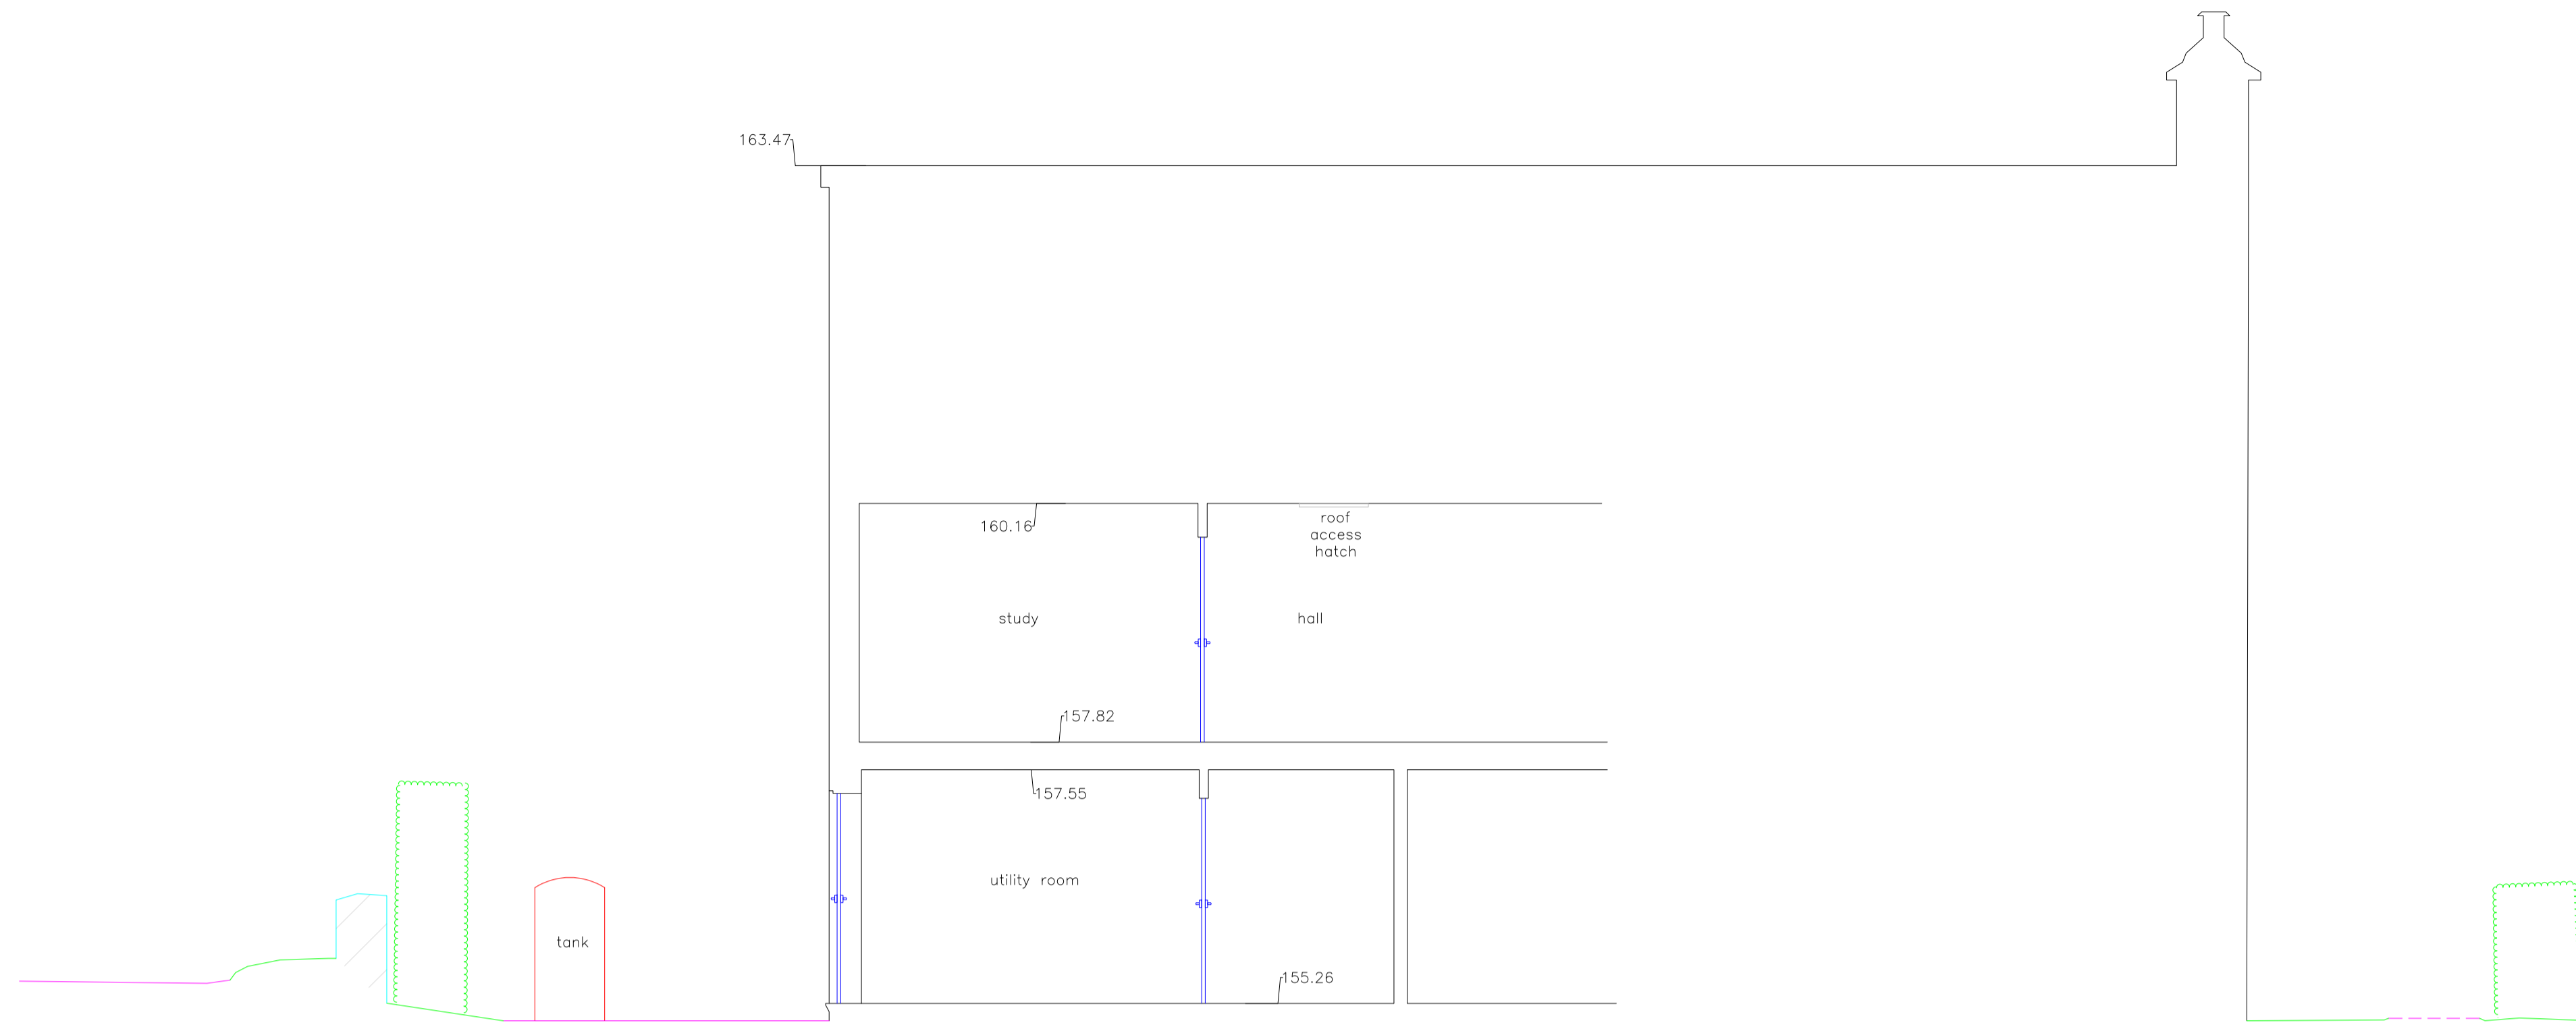 163.47
160.16
roof
access
hatch
study
hall
157.82
157.55
utility room
tank
155.26